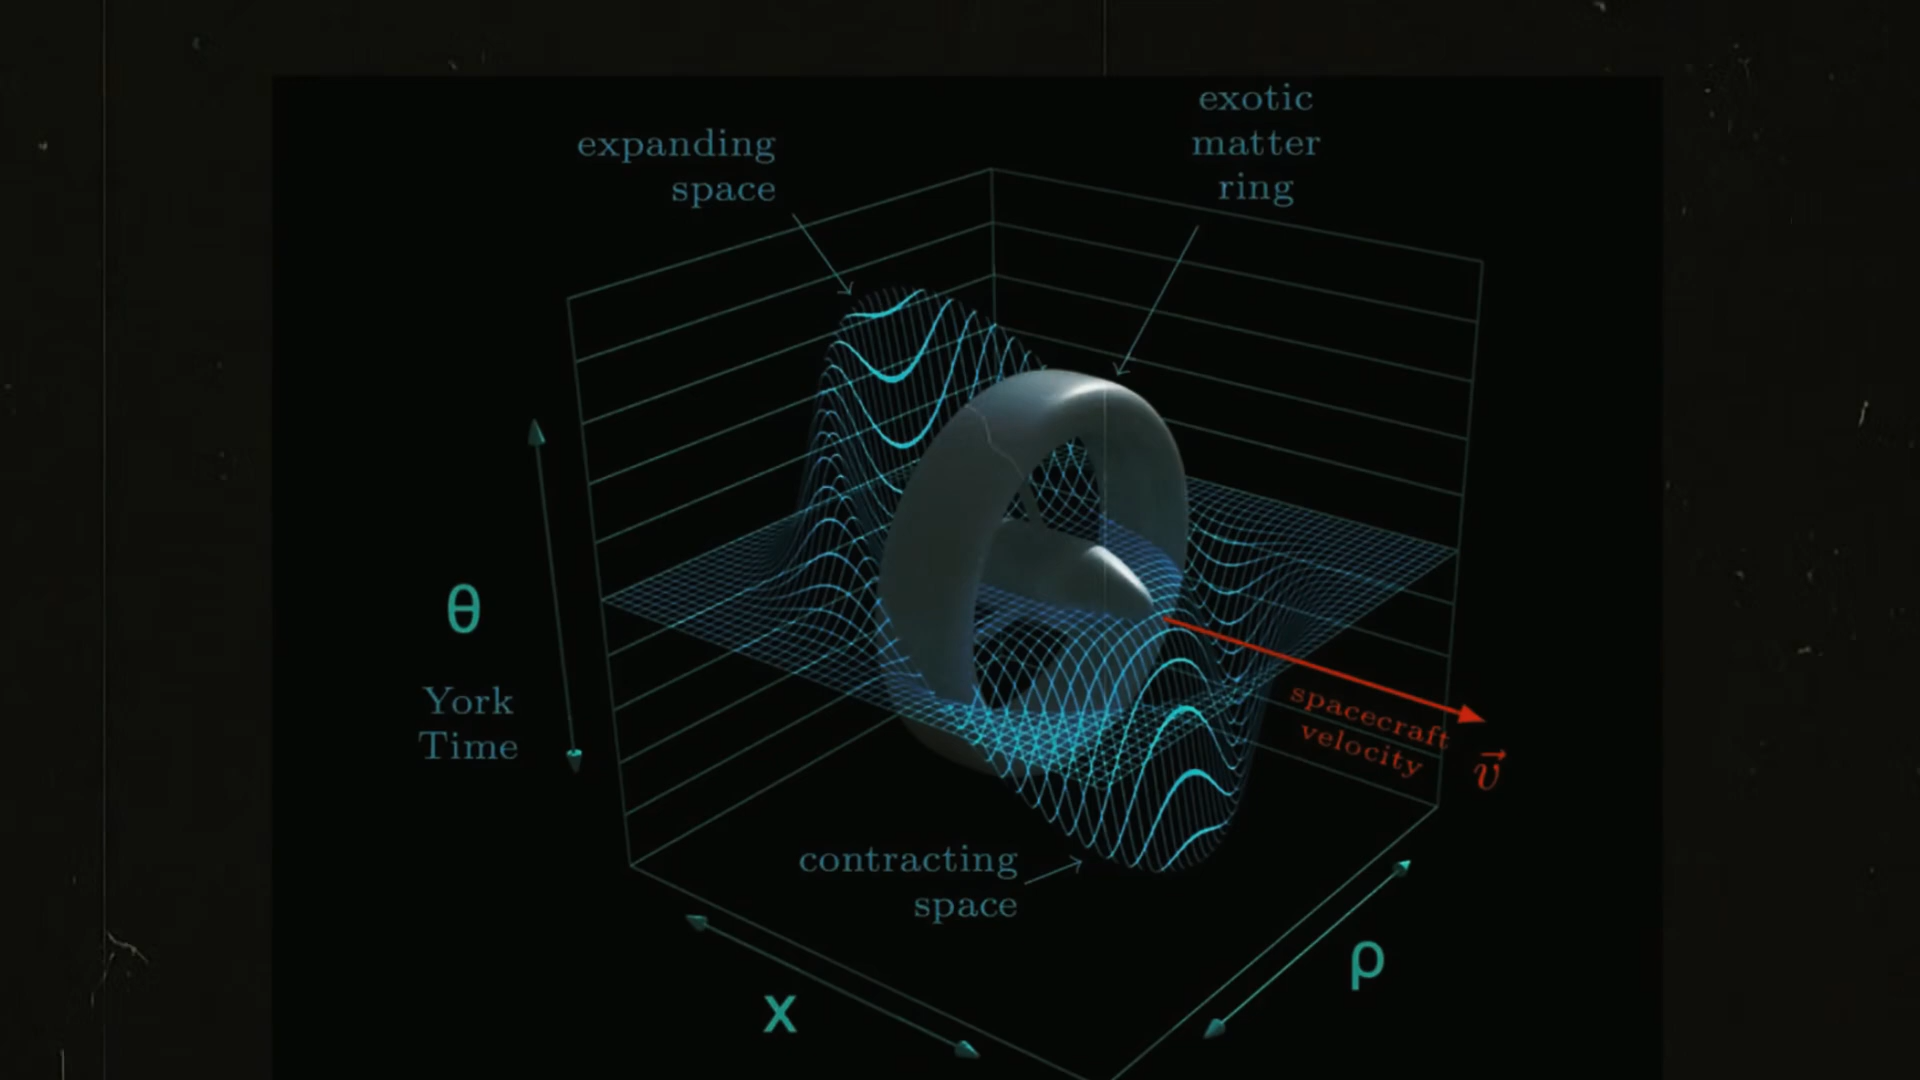 expanding
space
exotic
matter
ring
θ
York
Time
spacecraft
velocity
v⃗
contracting
space
x
ρ